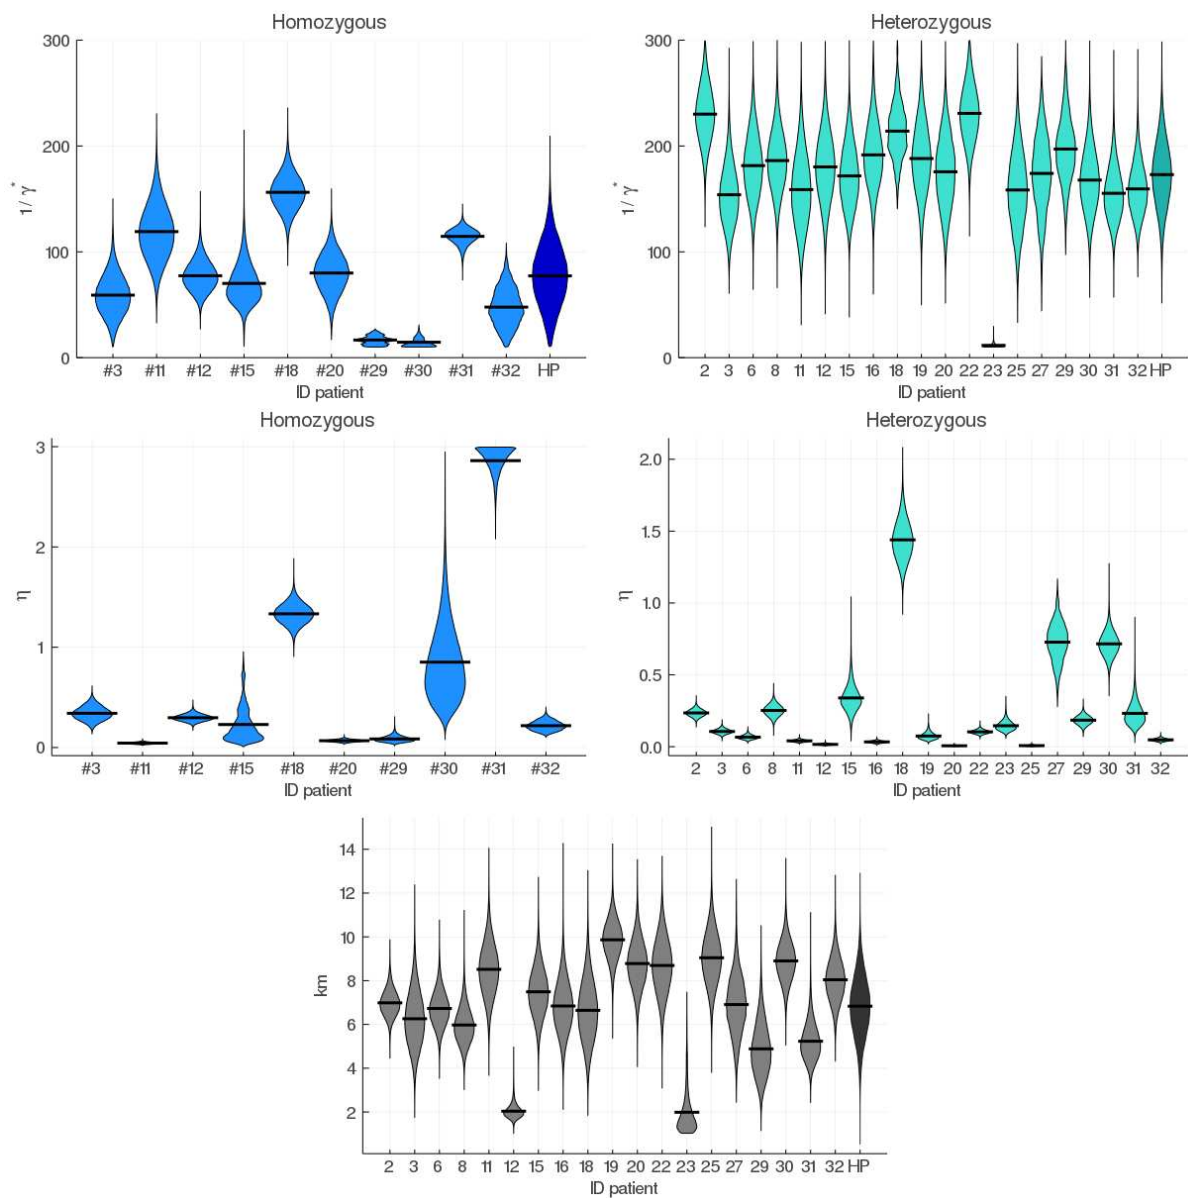 Homozygous
300
200
100
0
1 / γ*
#3 #11 #12 #15 #18 #20 #29 #30 #31 #32 HP
ID patient
Heterozygous
300
200
100
0
1 / γ*
2 3 6 8 11 12 15 16 18 19 20 22 23 25 27 29 30 31 32 HP
ID patient
Homozygous
3
2
1
0
η
#3 #11 #12 #15 #18 #20 #29 #30 #31 #32
ID patient
Heterozygous
2.0
1.5
1.0
0.5
0.0
η
2 3 6 8 11 12 15 16 18 19 20 22 23 25 27 29 30 31 32
ID patient
14
12
10
8
6
4
2
km
2 3 6 8 11 12 15 16 18 19 20 22 23 25 27 29 30 31 32 HP
ID patient